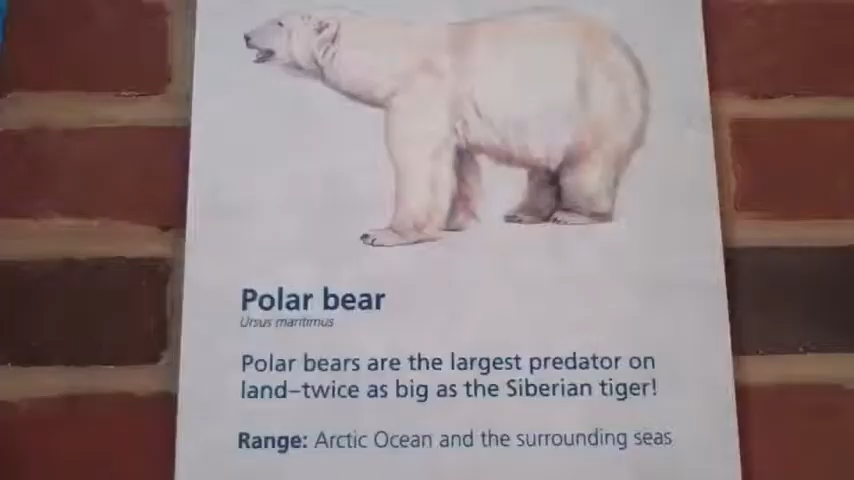 Polar bear
Ursus maritimus
Polar bears are the largest predator on
land–twice as big as the Siberian tiger!
Range: Arctic Ocean and the surrounding seas